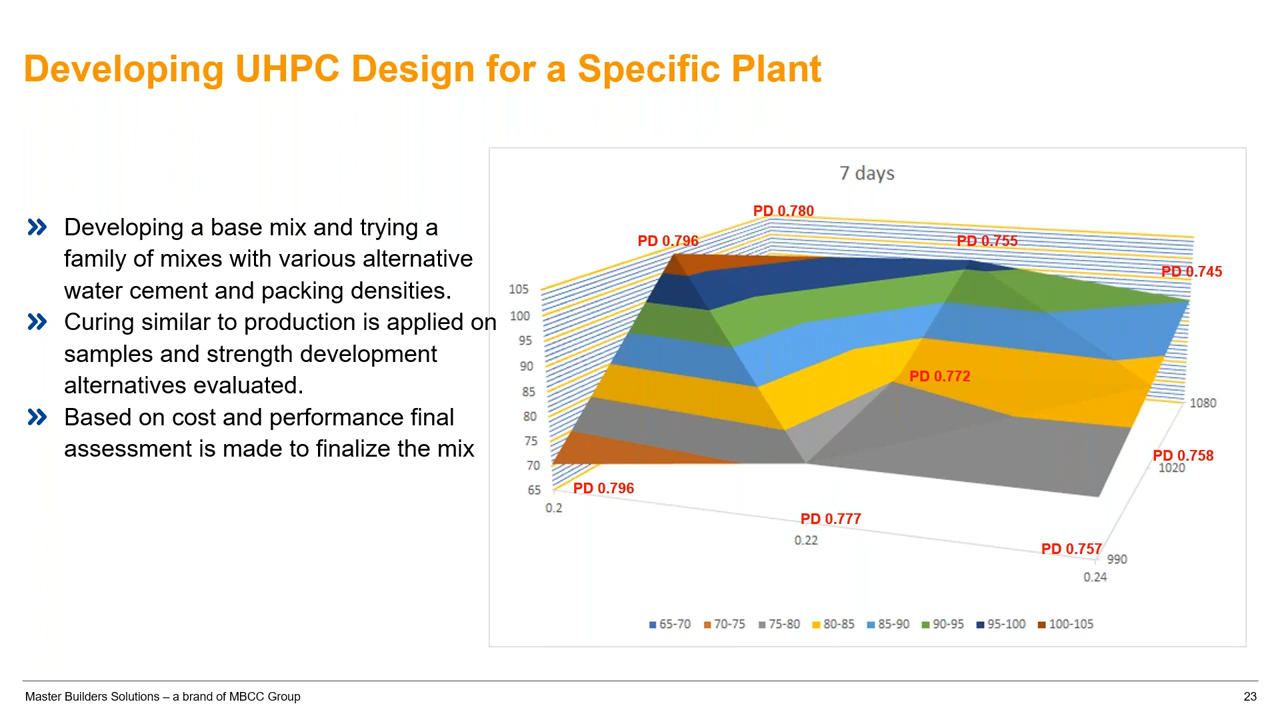 Developing UHPC Design for a Specific Plant
Developing a base mix and trying a
family of mixes with various alternative
water cement and packing densities.
Curing similar to production is applied on
samples and strength development
alternatives evaluated.
Based on cost and performance final
assessment is made to finalize the mix
7 days
PD 0.780
PD 0.796
PD 0.755
PD 0.745
105
100
95
90
85
80
75
70
65
PD 0.772
1080
PD 0.758
1020
PD 0.796
0.2
PD 0.777
0.22
PD 0.757
990
0.24
65-70 70-75 75-80 80-85 85-90 90-95 95-100 100-105
Master Builders Solutions – a brand of MBCC Group
23